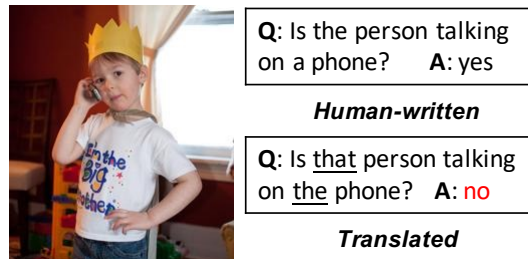 I'm the
Big
Brother
Q: Is the person talking
on a phone? A: yes
Human-written
Q: Is that person talking
on the phone? A: no
Translated